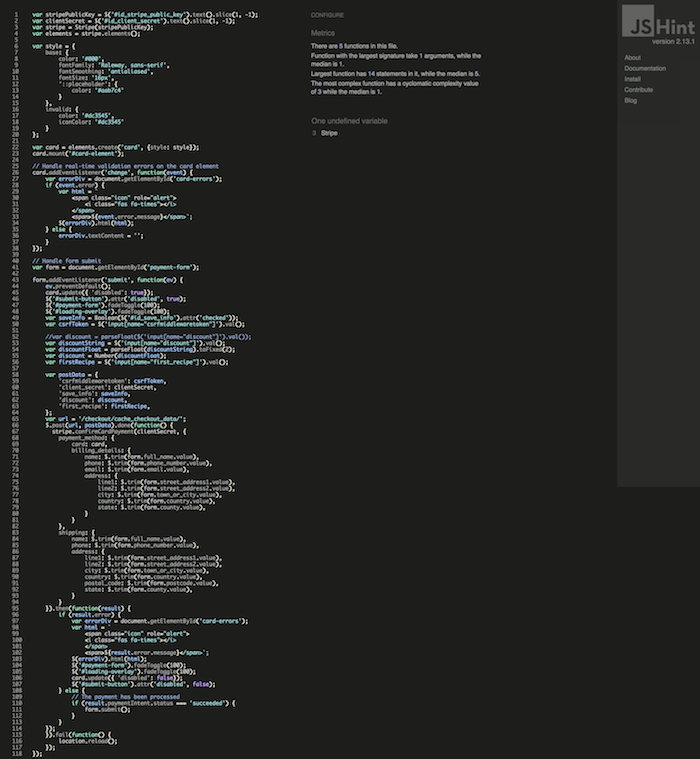 1 var stripePublicKey = $('#id_stripe_public_key').text().slice(1, -1);
2 var clientSecret = $('#id_client_secret').text().slice(1, -1);
3 var stripe = Stripe(stripePublicKey);
4 var elements = stripe.elements();
5
6 var style = {
7 base: {
8 color: '#000',
9 fontFamily: 'Raleway, sans-serif',
10 fontSmoothing: 'antialiased',
11 fontSize: '16px',
12 '::placeholder': {
13 color: '#aab7c4'
14 }
15 },
16 invalid: {
17 color: '#dc3545',
18 iconColor: '#dc3545'
19 }
20 };
21
22 var card = elements.create('card', {style: style});
23 card.mount('#card-element');
24
25 // Handle real-time validation errors on the card element
26 card.addEventListener('change', function(event) {
27 var errorDiv = document.getElementById('card-errors');
28 if (event.error) {
29 var html = `
30 <span class="icon" role="alert">
31 <i class="fas fa-times"></i>
32 </span>
33 <span>${event.error.message}</span>`;
34 $(errorDiv).html(html);
35 } else {
36 errorDiv.textContent = '';
37 }
38 });
39
40 // Handle form submit
41 var form = document.getElementById('payment-form');
42
43 form.addEventListener('submit', function(ev) {
44 ev.preventDefault();
45 card.update({ 'disabled': true});
46 $('#submit-button').attr('disabled', true);
47 $('#payment-form').fadeToggle(100);
48 $('#loading-overlay').fadeToggle(100);
49 var saveInfo = Boolean($('#id_save_info').attr('checked'));
50 var csrfToken = $('input[name="csrfmiddlewaretoken"]').val();
51
52 //var discount = parseFloat($('input[name="discount"]').val());
53 var discountString = $('input[name="discount"]').val();
54 var discountFloat = parseFloat(discountString).toFixed(2);
55 var discount = Number(discountFloat);
56 var firstRecipe = $('input[name="first_recipe"]').val();
57
58 var postData = {
59 'csrfmiddlewaretoken': csrfToken,
60 'client_secret': clientSecret,
61 'save_info': saveInfo,
62 'discount': discount,
63 'first_recipe': firstRecipe,
64 };
65 var url = '/checkout/cache_checkout_data/';
66 $.post(url, postData).done(function() {
67 stripe.confirmCardPayment(clientSecret, {
68 payment_method: {
69 card: card,
70 billing_details: {
71 name: $.trim(form.full_name.value),
72 phone: $.trim(form.phone_number.value),
73 email: $.trim(form.email.value),
74 address: {
75 line1: $.trim(form.street_address1.value),
76 line2: $.trim(form.street_address2.value),
77 city: $.trim(form.town_or_city.value),
78 country: $.trim(form.country.value),
79 state: $.trim(form.county.value),
80 }
81 }
82 },
83 shipping: {
84 name: $.trim(form.full_name.value),
85 phone: $.trim(form.phone_number.value),
86 address: {
87 line1: $.trim(form.street_address1.value),
88 line2: $.trim(form.street_address2.value),
89 city: $.trim(form.town_or_city.value),
90 country: $.trim(form.country.value),
91 postal_code: $.trim(form.postcode.value),
92 state: $.trim(form.county.value),
93 }
94 }
95 }).then(function(result) {
96 if (result.error) {
97 var errorDiv = document.getElementById('card-errors');
98 var html = `
99 <span class="icon" role="alert">
100 <i class="fas fa-times"></i>
101 </span>
102 <span>${result.error.message}</span>`;
103 $(errorDiv).html(html);
104 $('#payment-form').fadeToggle(100);
105 $('#loading-overlay').fadeToggle(100);
106 card.update({ 'disabled': false});
107 $('#submit-button').attr('disabled', false);
108 } else {
109 // The payment has been processed
110 if (result.paymentIntent.status === 'succeeded') {
111 form.submit();
112 }
113 }
114 });
115 }).fail(function() {
116 location.reload();
117 });
118 });
CONFIGURE
Metrics
There are 5 functions in this file.
Function with the largest signature take 1 arguments, while the
median is 1.
Largest function has 14 statements in it, while the median is 5.
The most complex function has a cyclomatic complexity value
of 3 while the median is 1.
One undefined variable
3 Stripe
JSHint
version 2.13.1
About
Documentation
Install
Contribute
Blog